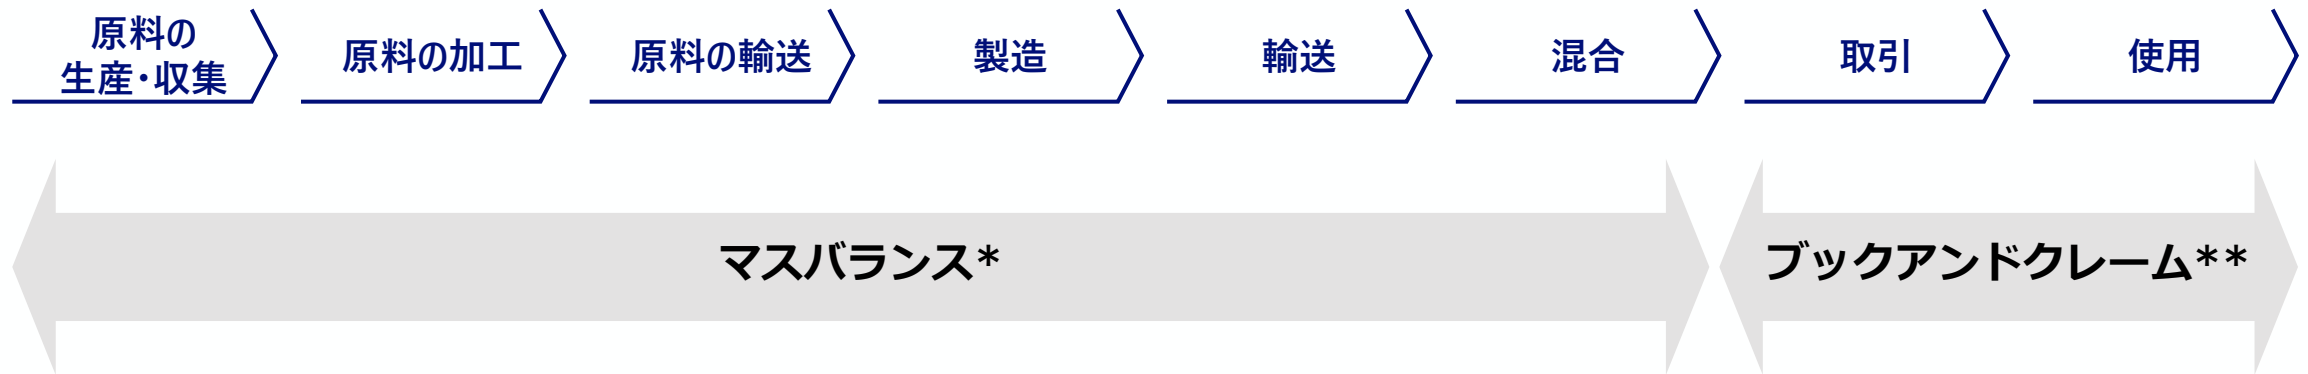 原料の
生産・収集
原料の加工
原料の輸送
製造
輸送
混合
取引
使用
マスバランス*
ブックアンドクレーム**